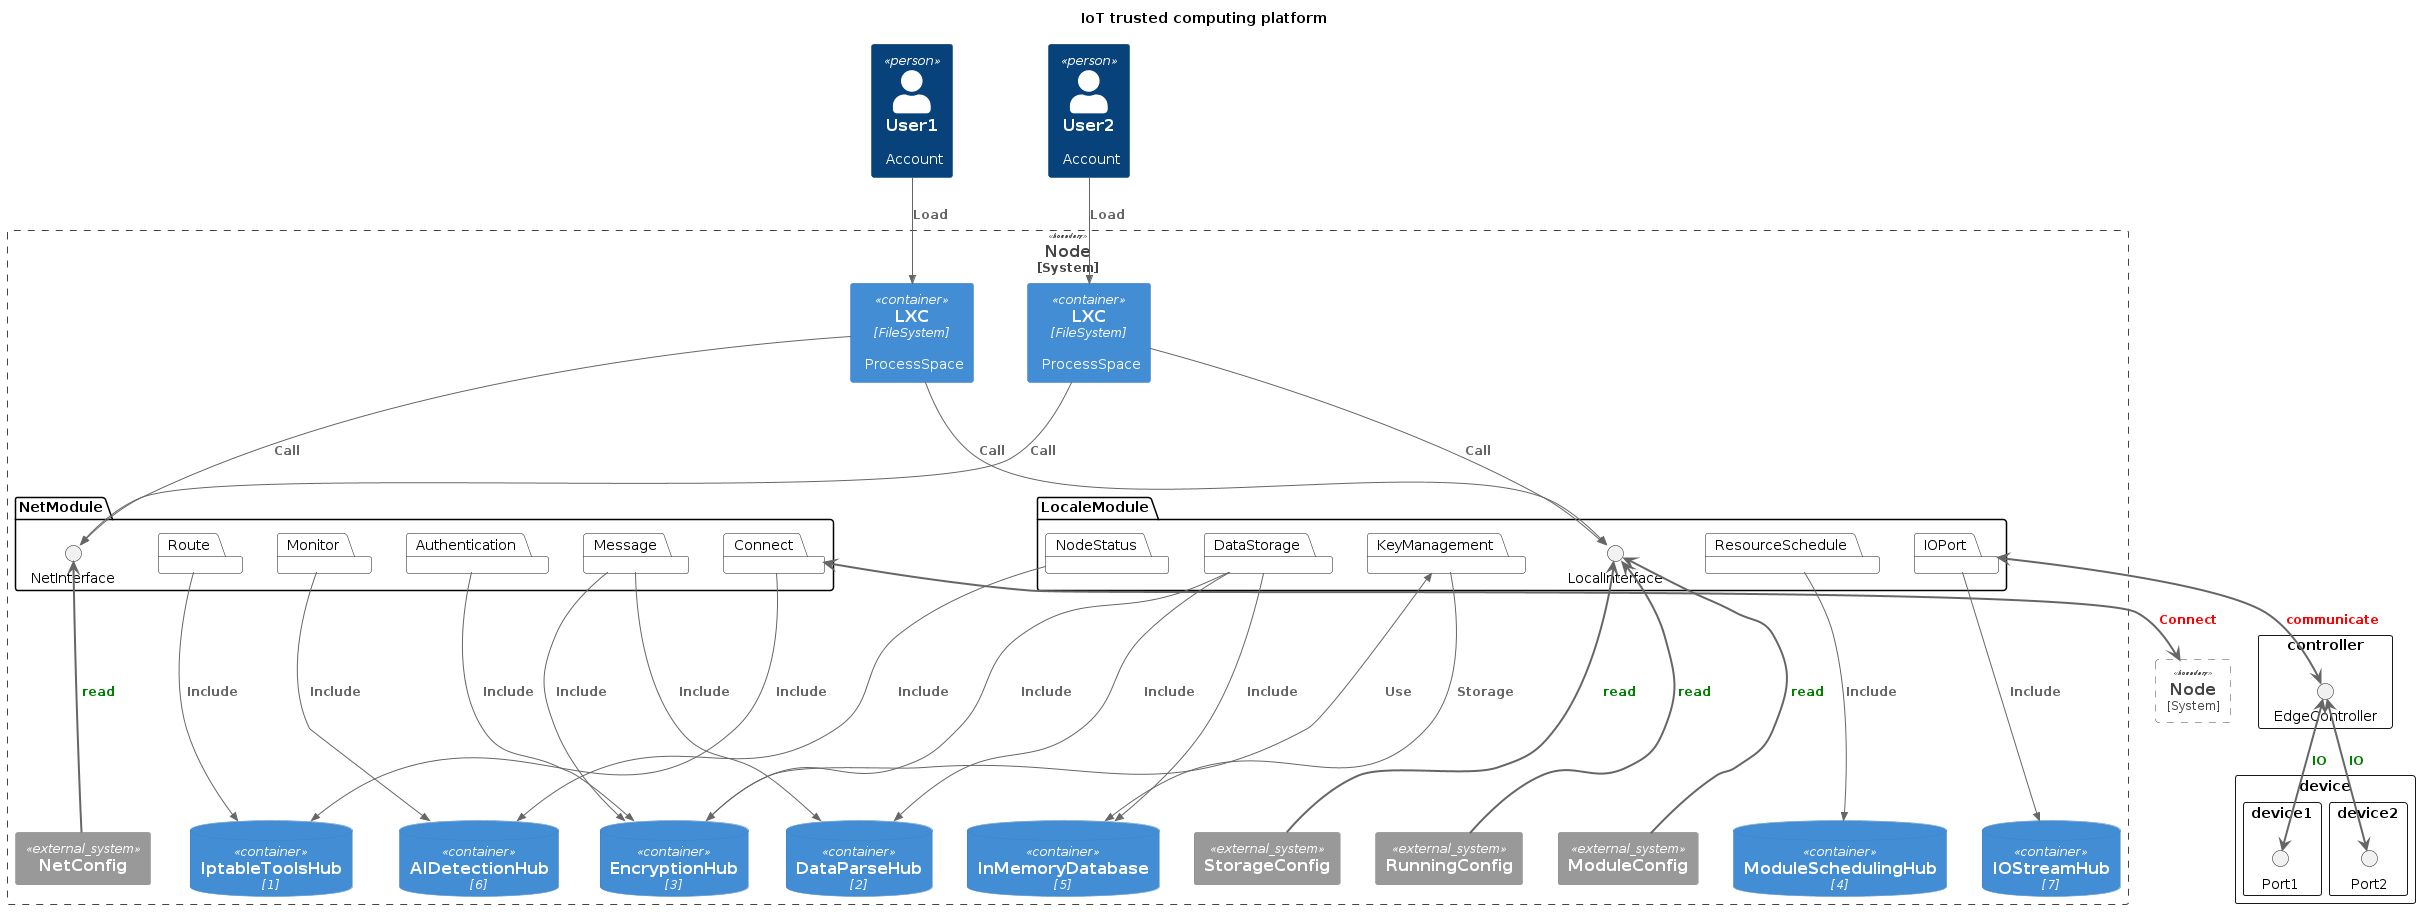 IoT trusted computing platform
«person»
User1
Account
«person»
User2
Account
Load
Load
«boundary»
Node
[System]
«container»
LXC
[FileSystem]
ProcessSpace
«container»
LXC
[FileSystem]
ProcessSpace
Call
Call
Call
Call
NetModule
NetInterface
Route
Monitor
Authentication
Message
Connect
LocaleModule
NodeStatus
DataStorage
KeyManagement
LocalInterface
ResourceSchedule
IOPort
Connect
communicate
read
Include
Include
Include
Include
Include
Include
Include
Include
Include
Include
Use
Storage
read
read
read
Include
Include
«boundary»
Node
[System]
controller
EdgeController
IO
IO
device
device1
Port1
device2
Port2
«external_system»
NetConfig
«container»
IptableToolsHub
[1]
«container»
AIDetectionHub
[6]
«container»
EncryptionHub
[3]
«container»
DataParseHub
[2]
«container»
InMemoryDatabase
[5]
«external_system»
StorageConfig
«external_system»
RunningConfig
«external_system»
ModuleConfig
«container»
ModuleSchedulingHub
[4]
«container»
IOStreamHub
[7]